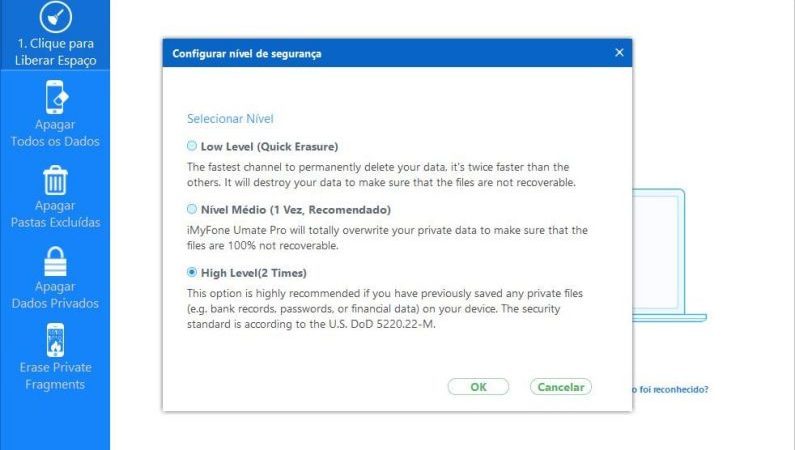 1. Clique para
Liberar Espaço
Apagar
Todos os Dados
Apagar
Pastas Excluídas
Apagar
Dados Privados
Erase Private
Fragments
Configurar nível de segurança
Selecionar Nível
Low Level (Quick Erasure)
The fastest channel to permanently delete your data, it's twice faster than the
others. It will destroy your data to make sure that the files are not recoverable.
Nível Médio (1 Vez, Recomendado)
iMyFone Umate Pro will totally overwrite your private data to make sure that the
files are 100% not recoverable.
High Level(2 Times)
This option is highly recommended if you have previously saved any private files
(e.g. bank records, passwords, or financial data) on your device. The security
standard is according to the U.S. DoD 5220.22-M.
OK
Cancelar
o foi reconhecido?